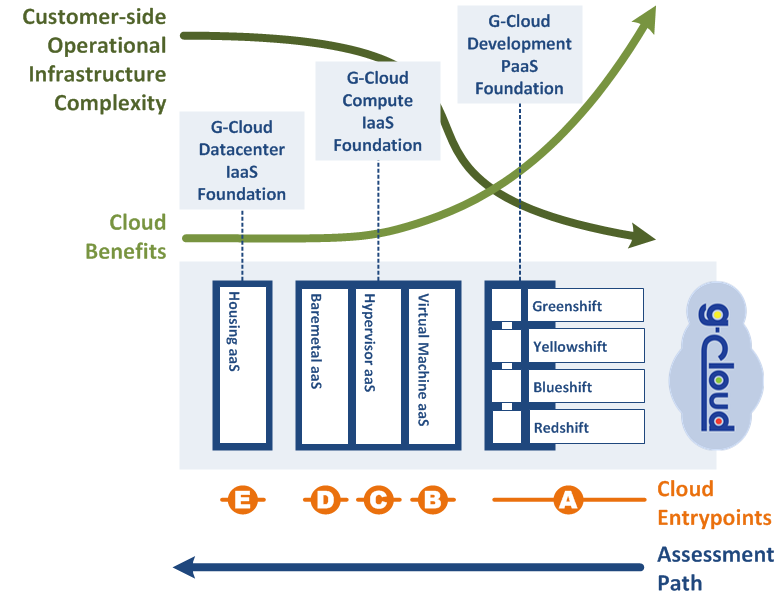 Customer-side
Operational
Infrastructure
Complexity
G-Cloud
Development
PaaS
Foundation
G-Cloud
Compute
IaaS
Foundation
G-Cloud
Datacenter
IaaS
Foundation
Cloud
Benefits
Housing aaS
Baremetal aaS
Hypervisor aaS
Virtual Machine aaS
Greenshift
Yellowshift
Blueshift
Redshift
g-cloud
E
D
C
B
A
Cloud
Entrypoints
Assessment
Path